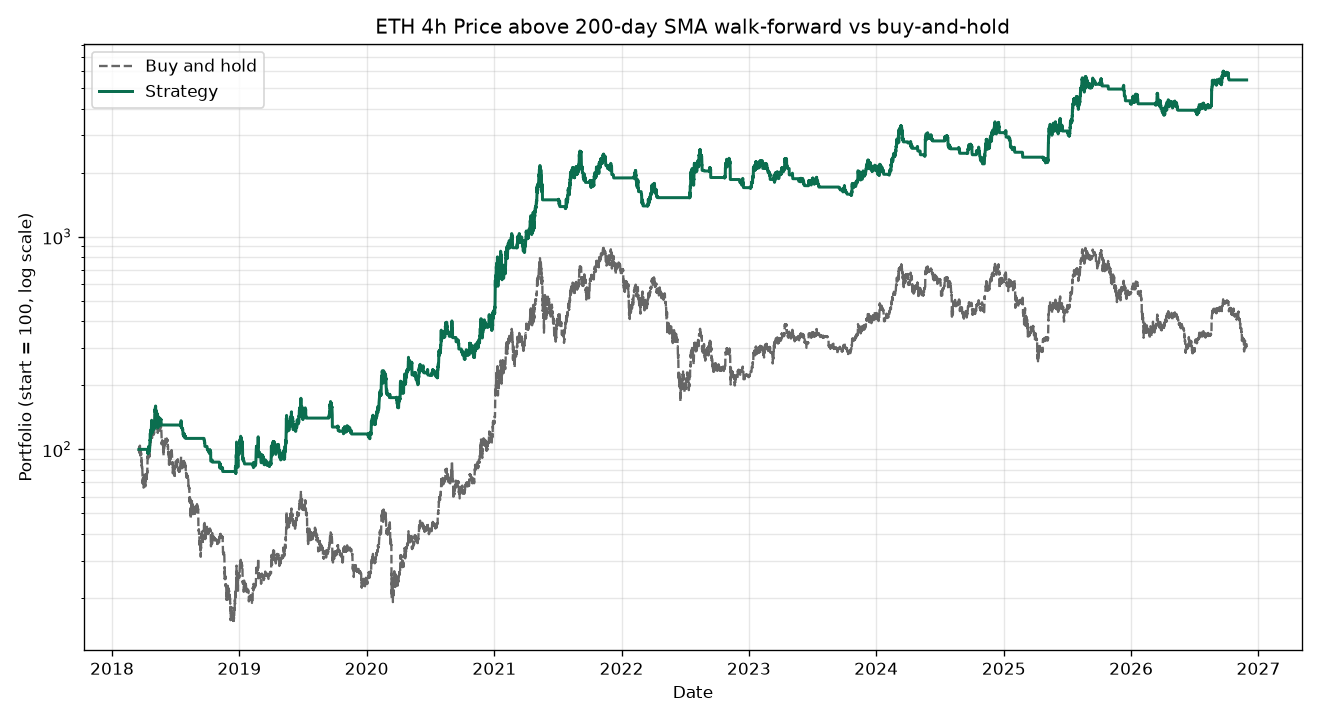 ETH 4h Price above 200-day SMA walk-forward vs buy-and-hold
Buy and hold
Strategy
Portfolio (start = 100, log scale)
10³
10²
2018 2019 2020 2021 2022 2023 2024 2025 2026 2027
Date